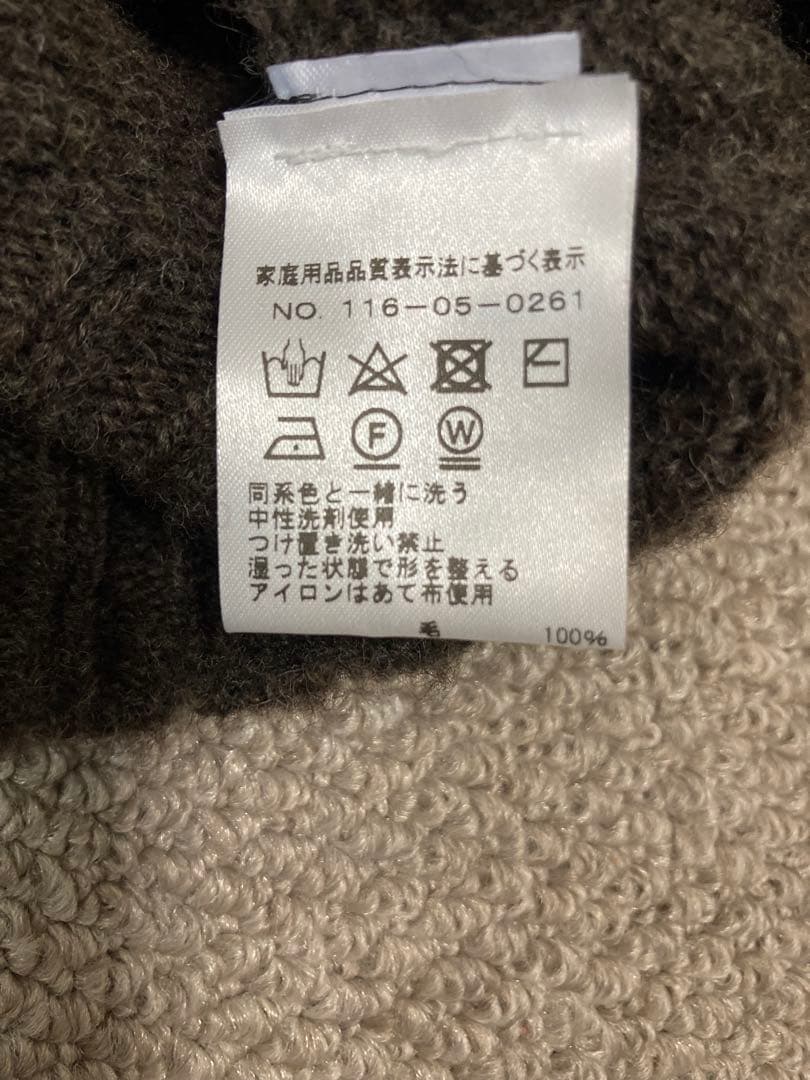 家庭用品品質表示法に基づく表示
NO. 116-05-0261
F W
同系色と一緒に洗う
中性洗剤使用
つけ置き洗い禁止
湿った状態で形を整える
アイロンはあて布使用
毛 100%